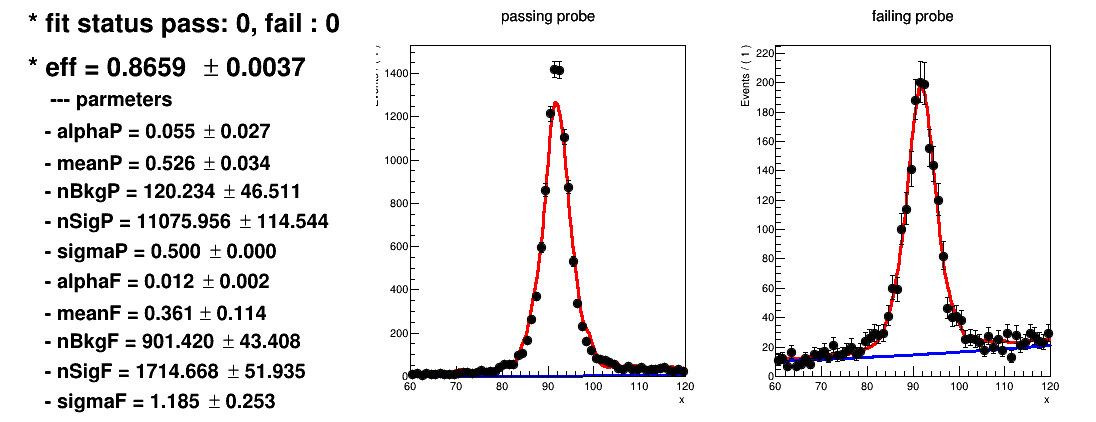 * fit status pass: 0, fail : 0
* eff = 0.8659 ± 0.0037
--- parmeters
- alphaP = 0.055 ± 0.027
- meanP = 0.526 ± 0.034
- nBkgP = 120.234 ± 46.511
- nSigP = 11075.956 ± 114.544
- sigmaP = 0.500 ± 0.000
- alphaF = 0.012 ± 0.002
- meanF = 0.361 ± 0.114
- nBkgF = 901.420 ± 43.408
- nSigF = 1714.668 ± 51.935
- sigmaF = 1.185 ± 0.253
passing probe
1400
1200
1000
800
600
400
200
0
60 70 80 90 100 110 120
x
failing probe
Events / ( 1 )
220
200
180
160
140
120
100
80
60
40
20
0
60 70 80 90 100 110 120
x